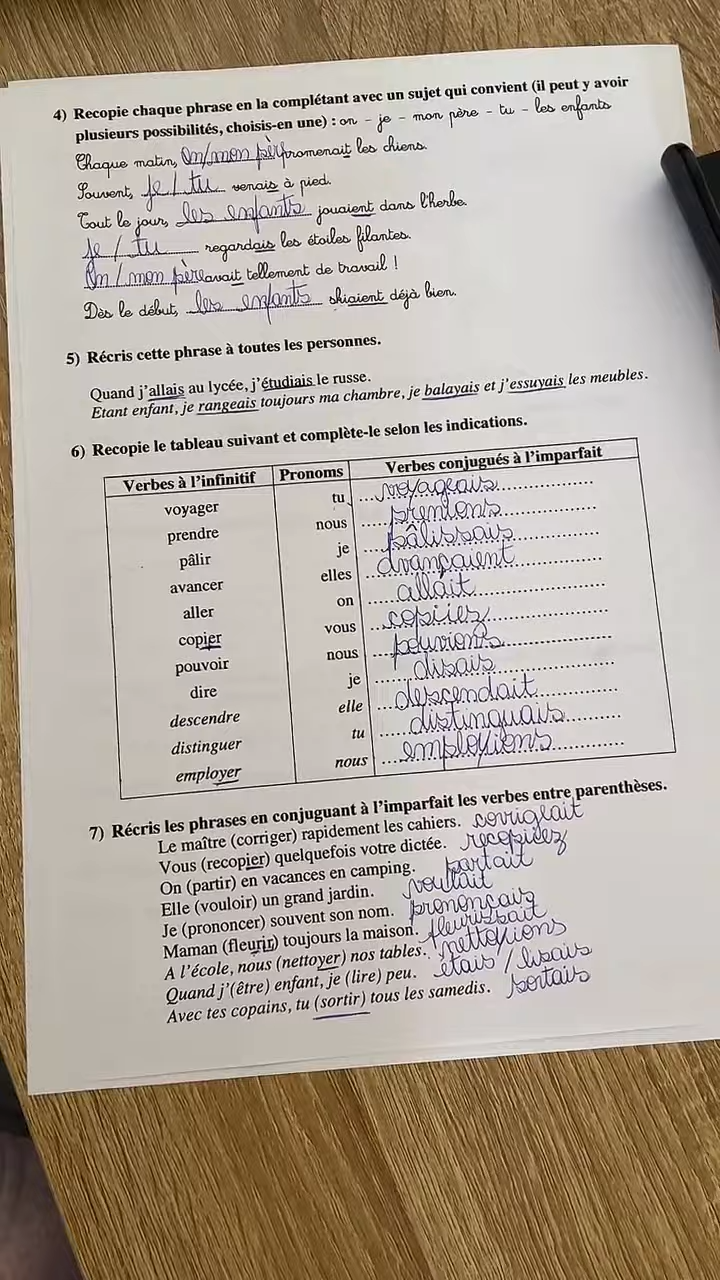 4) Recopie chaque phrase en la complétant avec un sujet qui convient (il peut y avoir
plusieurs possibilités, choisis-en une) : on - je - mon père - tu - les enfants
Chaque matin, On/mon père promenait les chiens.
Souvent, je / tu venais à pied.
Tout le jour, les enfants jouaient dans l'herbe.
je / tu regardais les étoiles filantes.
On / mon père avait tellement de travail !
Dès le début, les enfants skiaient déjà bien.
5) Récris cette phrase à toutes les personnes.
Quand j'allais au lycée, j'étudiais le russe.
Etant enfant, je rangeais toujours ma chambre, je balayais et j'essuyais les meubles.
6) Recopie le tableau suivant et complète-le selon les indications.
Verbes à l'infinitif Pronoms Verbes conjugués à l'imparfait
voyager tu voyageais
prendre nous prenions
pâlir je pâlissais
avancer elles avançaient
aller on allait
copier vous copiiez
pouvoir nous pouvions
dire je disais
descendre elle descendait
distinguer tu distinguais
employer nous employions
7) Récris les phrases en conjuguant à l'imparfait les verbes entre parenthèses.
Le maître (corriger) rapidement les cahiers. corrigeait
Vous (recopier) quelquefois votre dictée. recopiiez
On (partir) en vacances en camping. partait
Elle (vouloir) un grand jardin. voulait
Je (prononcer) souvent son nom. prononçais
Maman (fleurir) toujours la maison. fleurissait
A l'école, nous (nettoyer) nos tables. nettoyions
Quand j'(être) enfant, je (lire) peu. étais / lisais
Avec tes copains, tu (sortir) tous les samedis. sortais